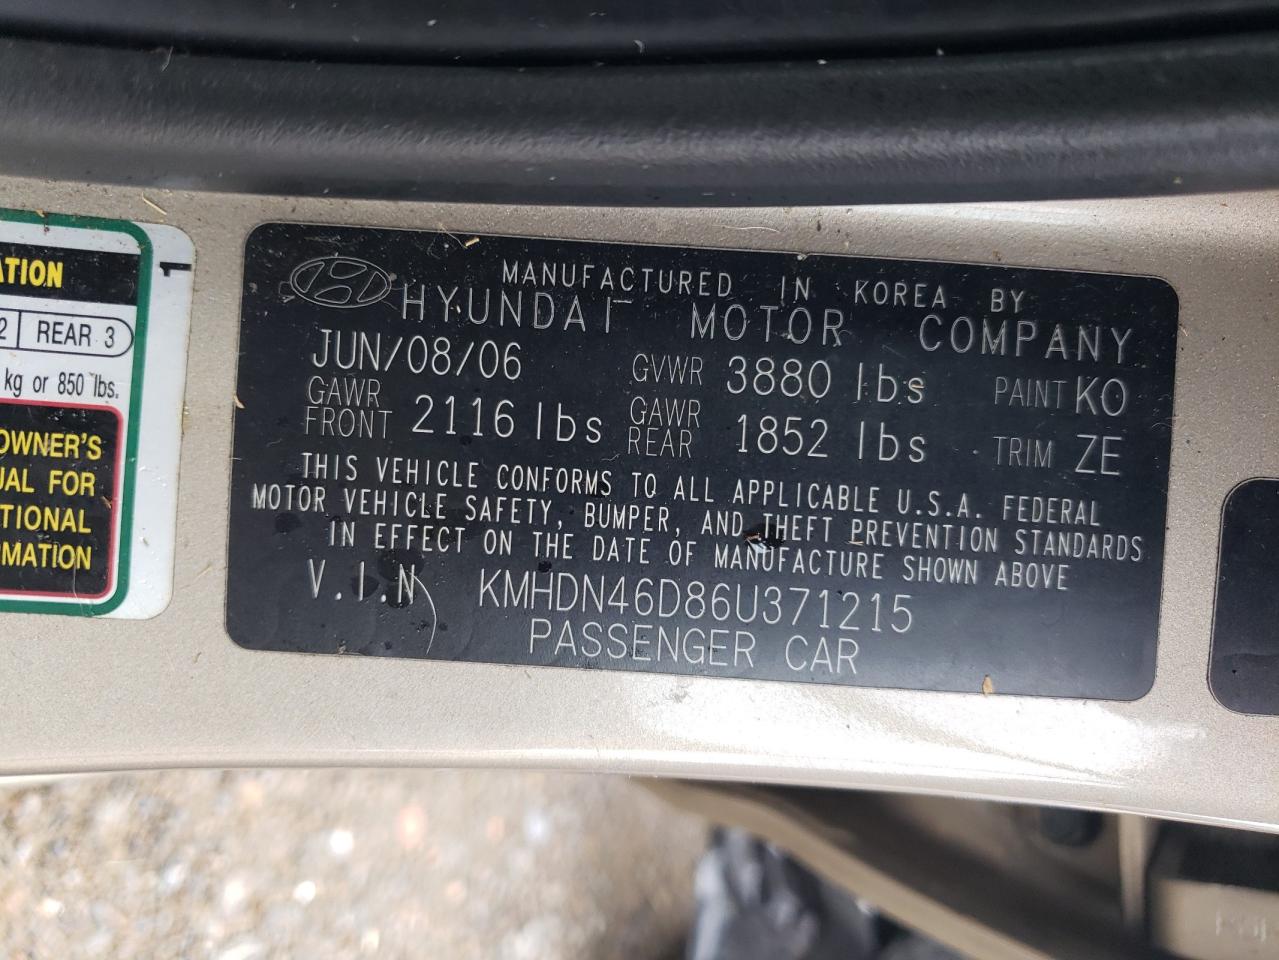 ATION
2 REAR 3
kg or 850 lbs.
OWNER'S
UAL FOR
TIONAL
ORMATION
1
MANUFACTURED IN KOREA BY
HYUNDAI MOTOR COMPANY
JUN/08/06 GVWR 3880 lbs PAINT KO
GAWR FRONT 2116 lbs GAWR REAR 1852 lbs TRIM ZE
THIS VEHICLE CONFORMS TO ALL APPLICABLE U.S.A. FEDERAL
MOTOR VEHICLE SAFETY, BUMPER, AND THEFT PREVENTION STANDARDS
IN EFFECT ON THE DATE OF MANUFACTURE SHOWN ABOVE
V.I.N KMHDN46D86U371215
PASSENGER CAR